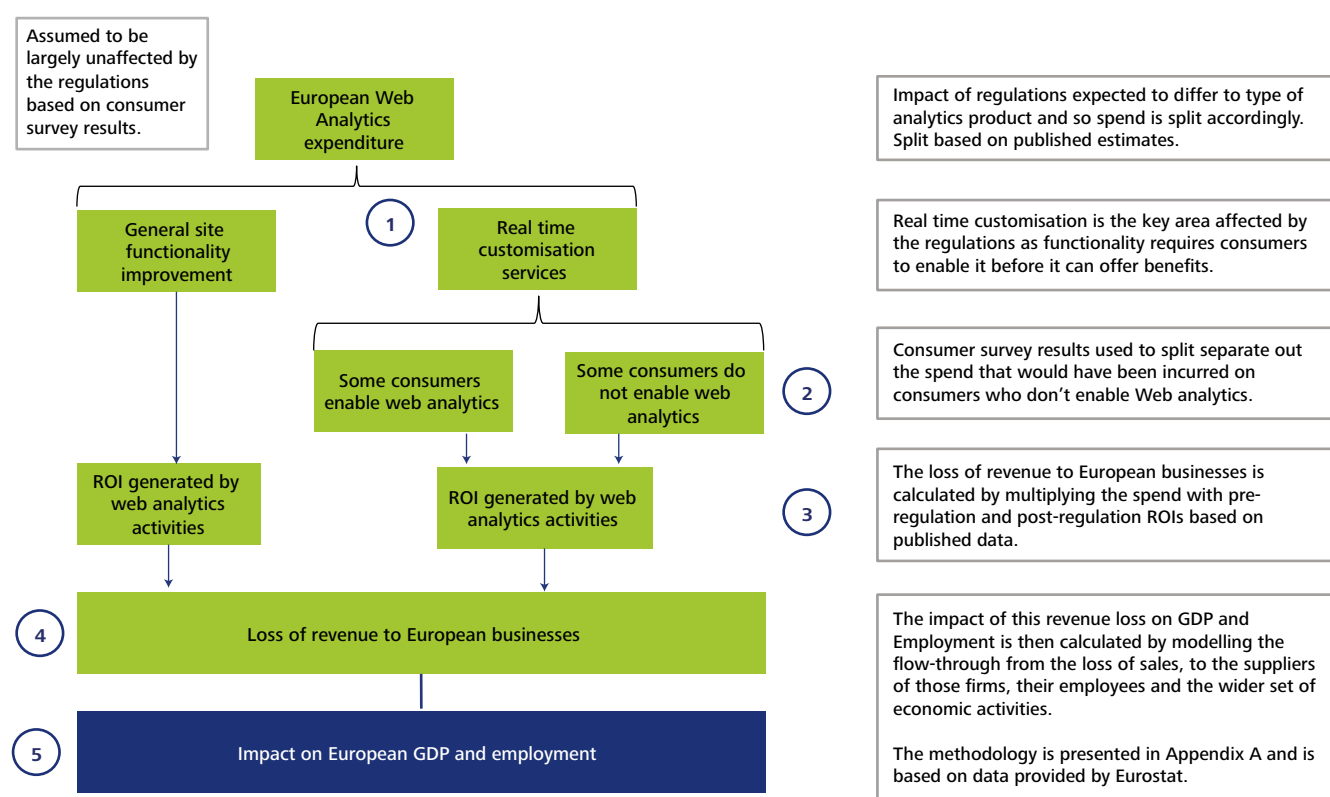 Assumed to be
largely unaffected by
the regulations
based on consumer
survey results.
European Web
Analytics
expenditure
Impact of regulations expected to differ to type of
analytics product and so spend is split accordingly.
Split based on published estimates.
General site
functionality
improvement
1
Real time
customisation
services
Real time customisation is the key area affected by
the regulations as functionality requires consumers
to enable it before it can offer benefits.
Some consumers
enable web analytics
Some consumers do
not enable web
analytics
2
Consumer survey results used to split separate out
the spend that would have been incurred on
consumers who don’t enable Web analytics.
ROI generated by
web analytics
activities
ROI generated by web
analytics activities
3
The loss of revenue to European businesses is
calculated by multiplying the spend with pre-
regulation and post-regulation ROIs based on
published data.
4
Loss of revenue to European businesses
The impact of this revenue loss on GDP and
Employment is then calculated by modelling the
flow-through from the loss of sales, to the suppliers
of those firms, their employees and the wider set of
economic activities.
5
Impact on European GDP and employment
The methodology is presented in Appendix A and is
based on data provided by Eurostat.